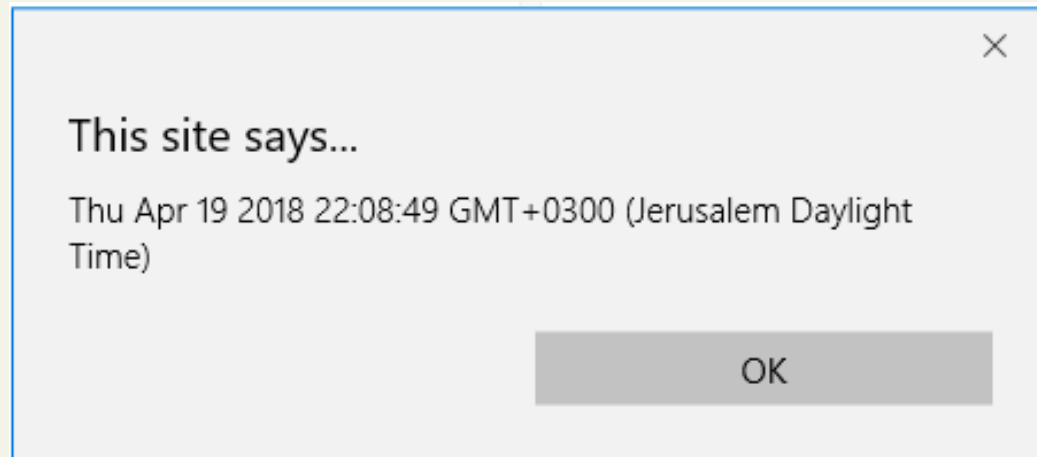 This site says...
Thu Apr 19 2018 22:08:49 GMT+0300 (Jerusalem Daylight
Time)
OK